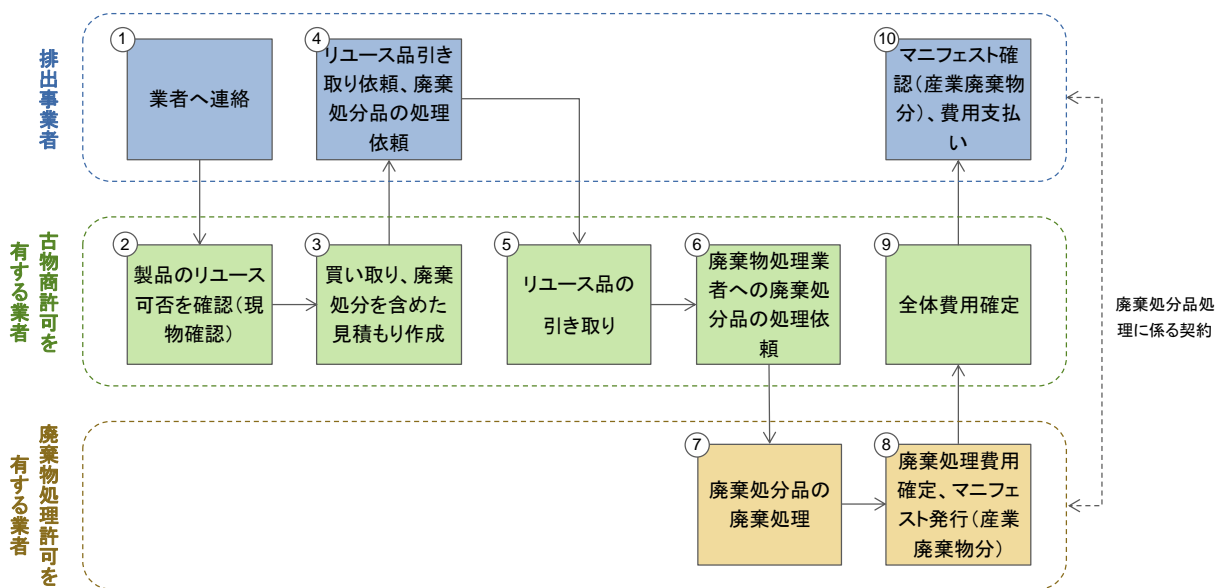 排出事業者
①
業者へ連絡
④
リユース品引き
取り依頼、廃棄
処分品の処理
依頼
⑩
マニフェスト確
認（産業廃棄物
分）、費用支払
い
古物商許可を
有する業者
②
製品のリユース
可否を確認（現
物確認）
③
買い取り、廃棄
処分を含めた
見積もり作成
⑤
リユース品の
引き取り
⑥
廃棄物処理業
者への廃棄処
分品の処理依
頼
⑨
全体費用確定
廃棄処分品処
理に係る契約
廃棄物処理許可を
有する業者
⑦
廃棄処分品の
廃棄処理
⑧
廃棄処理費用
確定、マニフェ
スト発行（産業
廃棄物分）